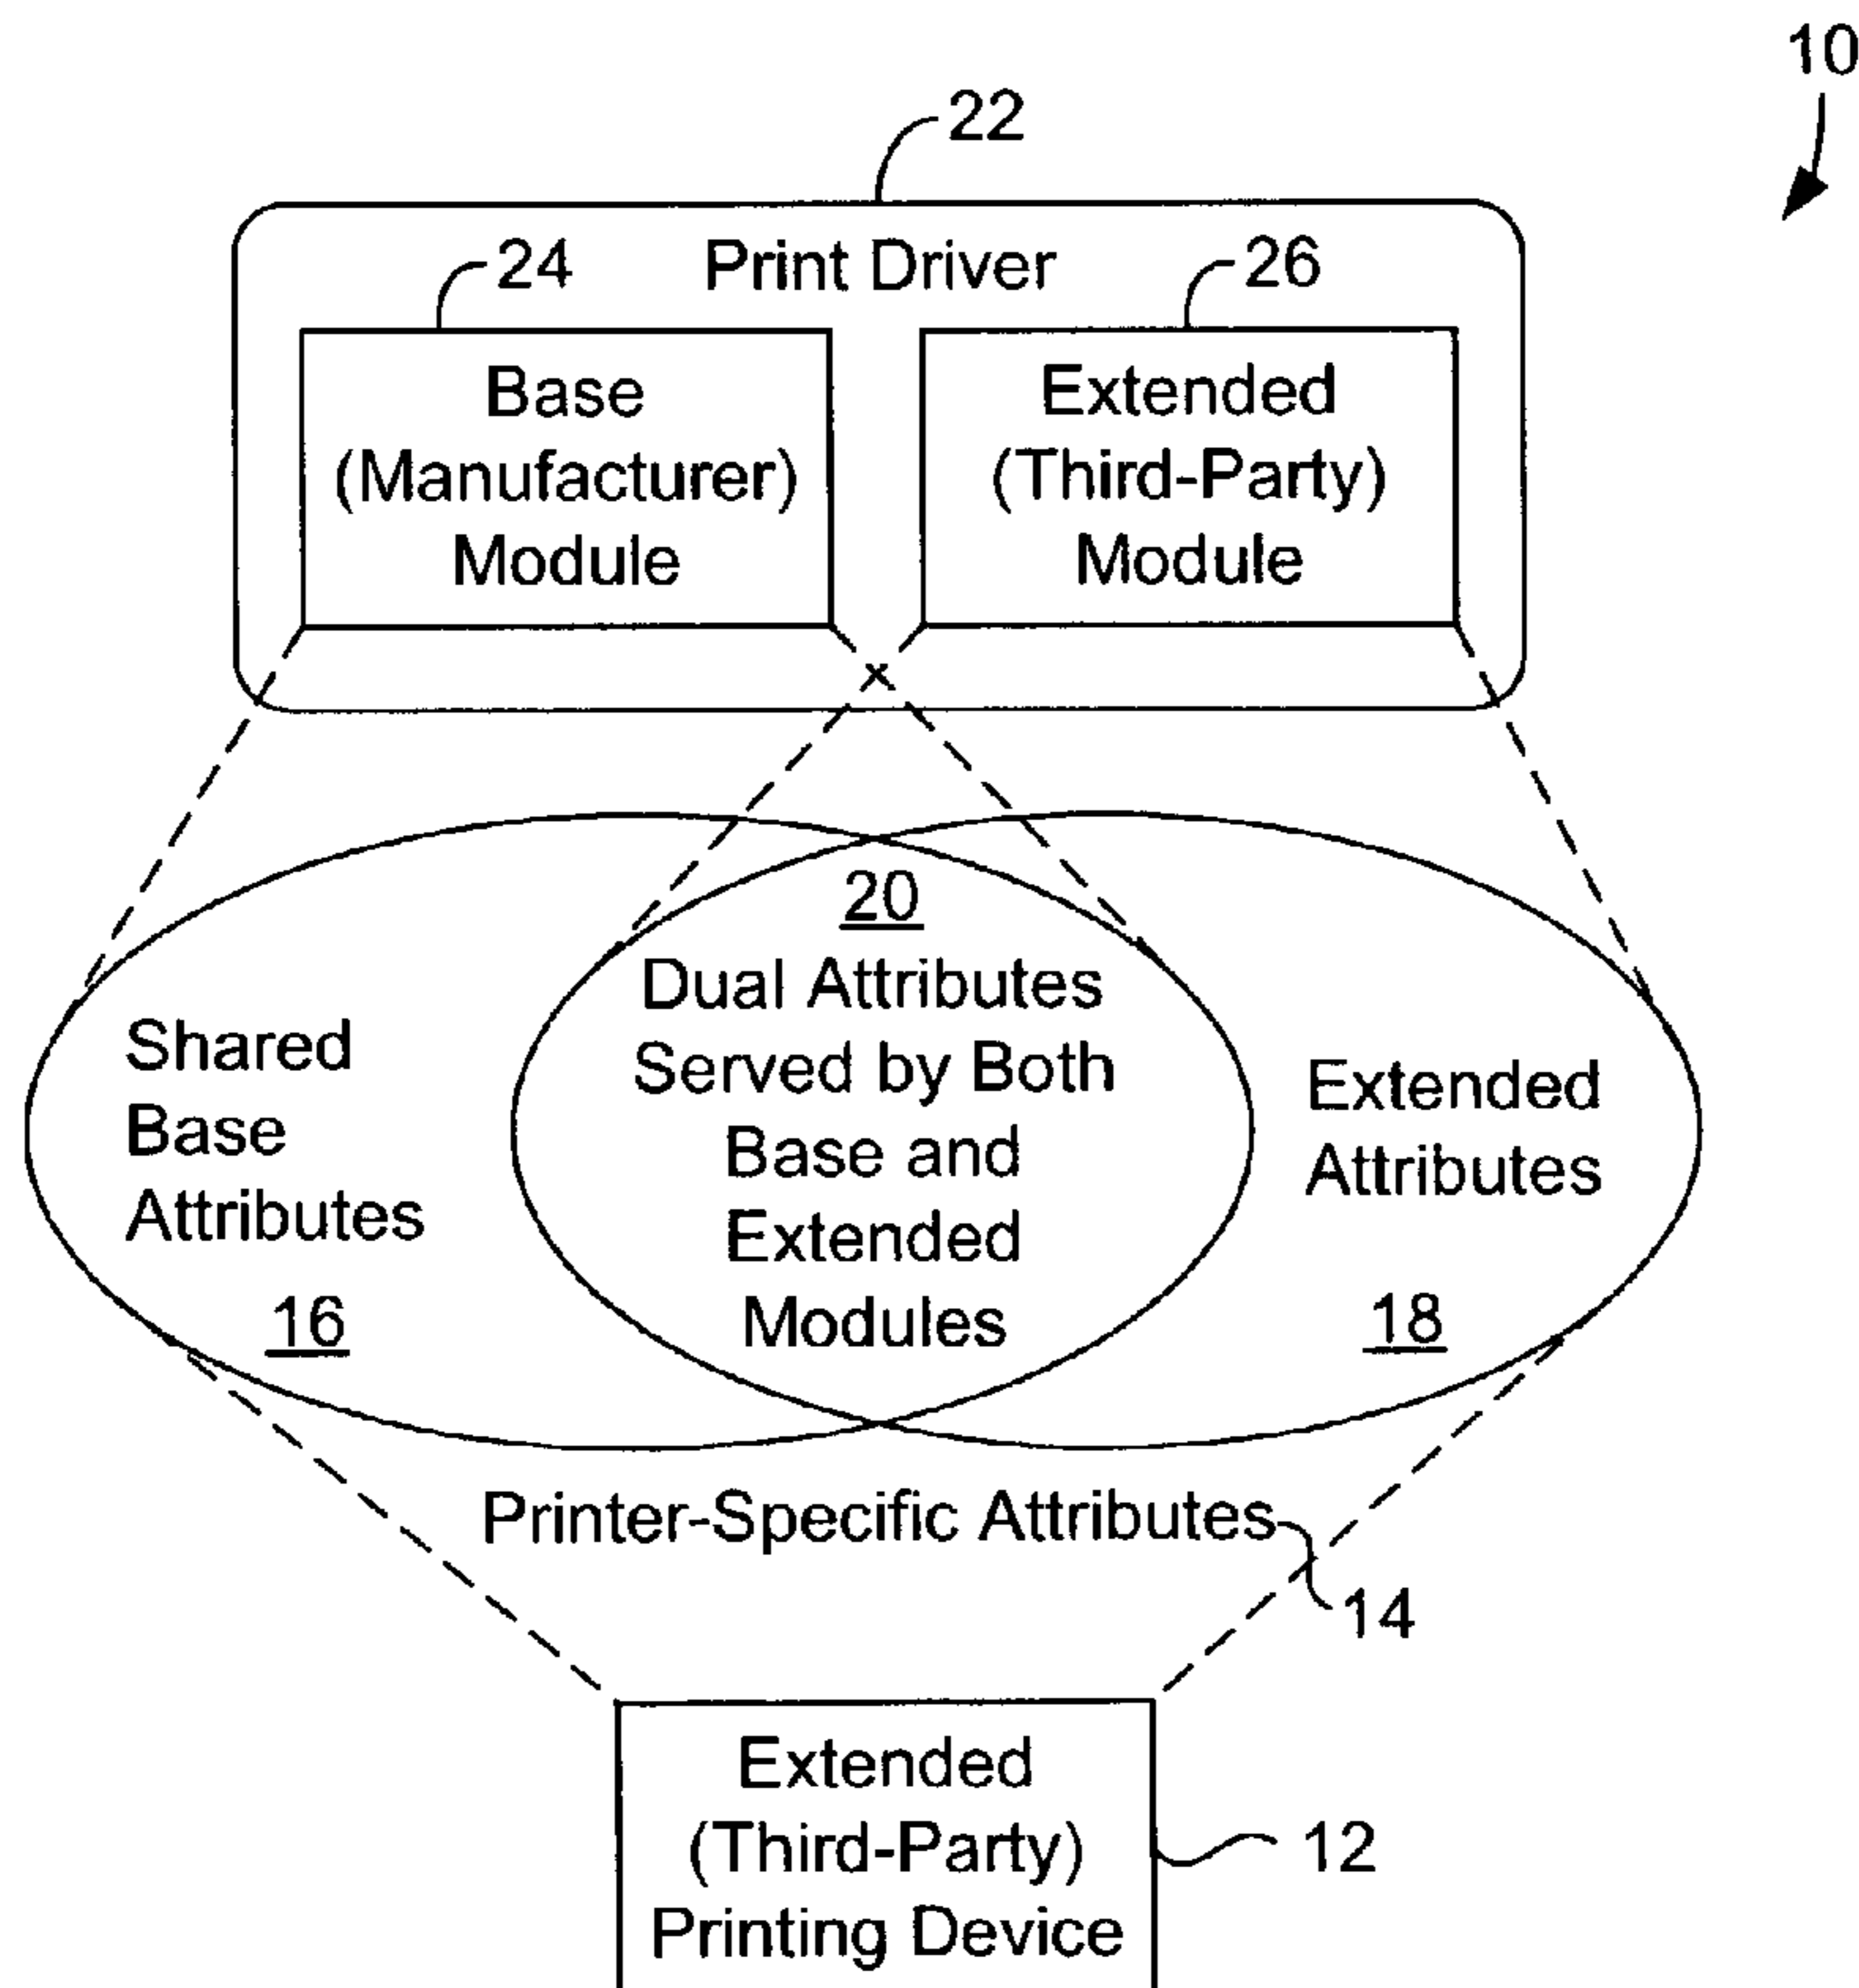 10
22
24
Print Driver
26
Base
(Manufacturer)
Module
Extended
(Third-Party)
Module
20
Dual Attributes
Served by Both
Base and
Extended
Modules
Shared
Base
Attributes
16
Extended
Attributes
18
Printer-Specific Attributes
14
Extended
(Third-Party)
Printing Device
12